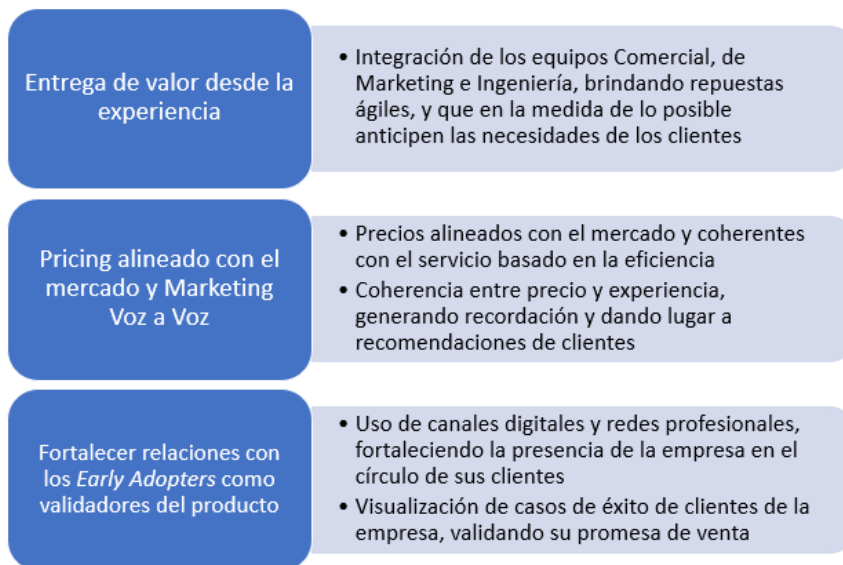 Entrega de valor desde la
experiencia
• Integración de los equipos Comercial, de
Marketing e Ingeniería, brindando repuestas
ágiles, y que en la medida de lo posible
anticipen las necesidades de los clientes
Pricing alineado con el
mercado y Marketing
Voz a Voz
• Precios alineados con el mercado y coherentes
con el servicio basado en la eficiencia
• Coherencia entre precio y experiencia,
generando recordación y dando lugar a
recomendaciones de clientes
Fortalecer relaciones con
los Early Adopters como
validadores del producto
• Uso de canales digitales y redes profesionales,
fortaleciendo la presencia de la empresa en el
círculo de sus clientes
• Visualización de casos de éxito de clientes de la
empresa, validando su promesa de venta